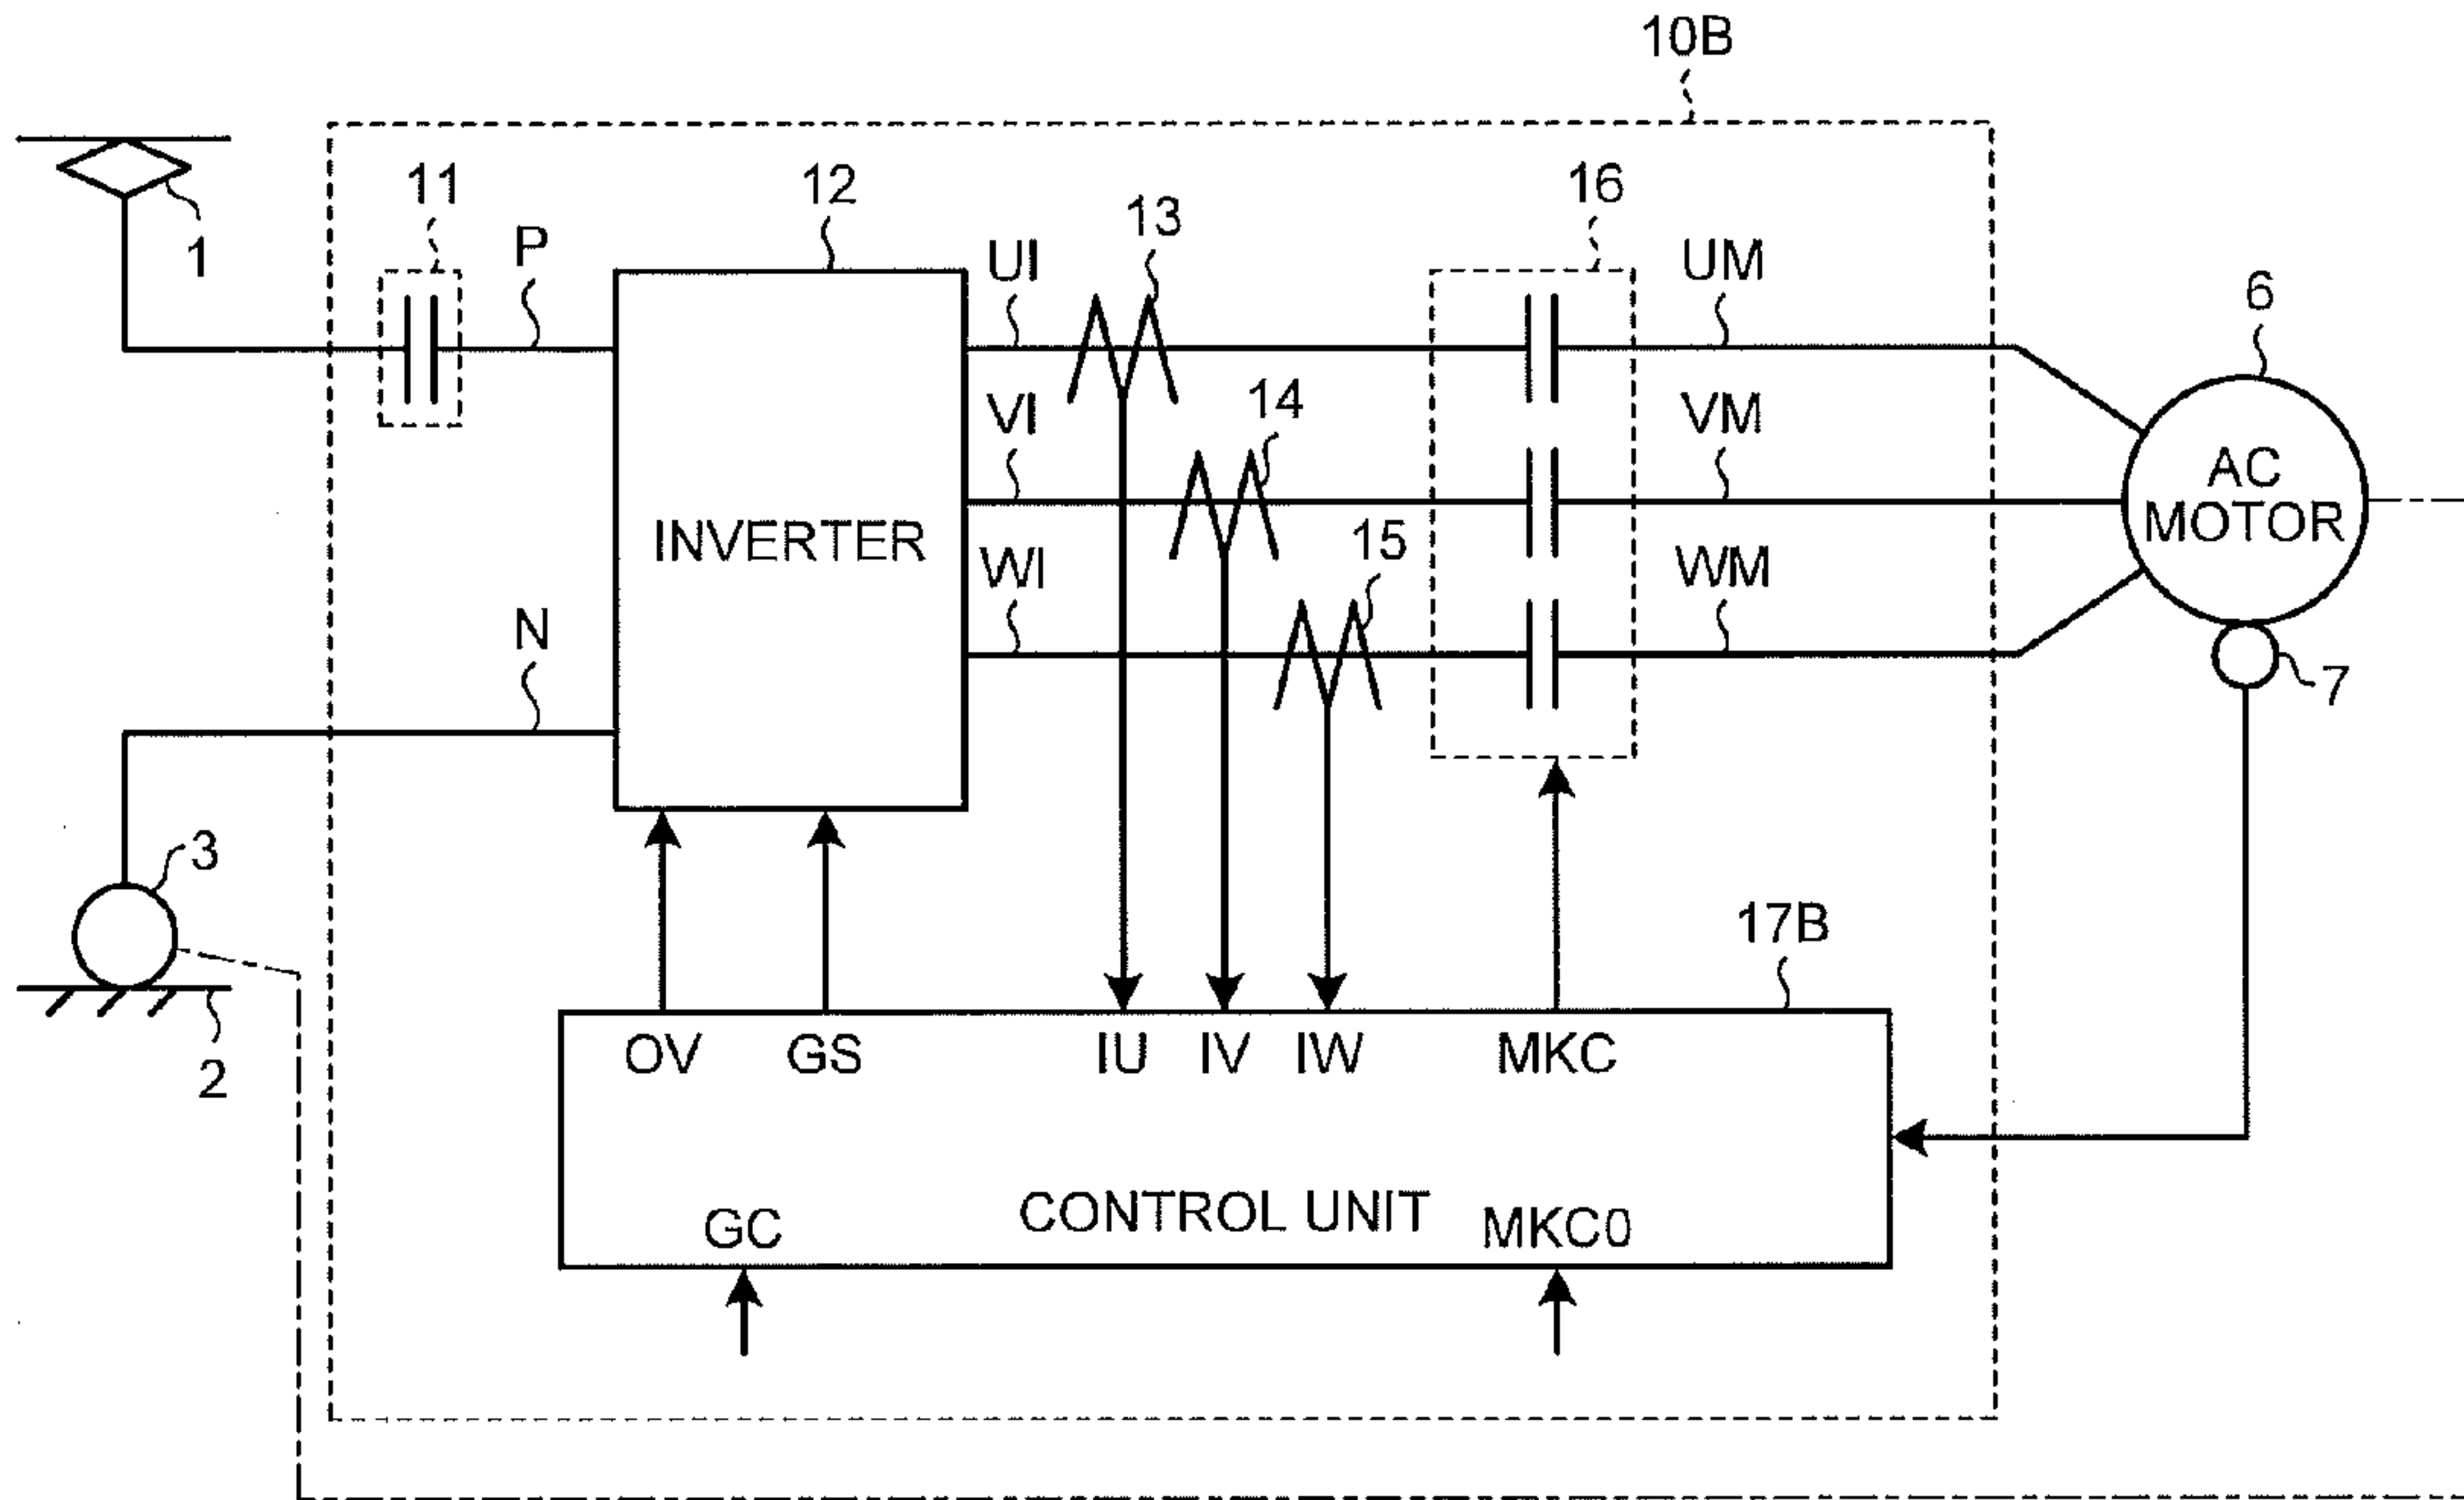 10B
11
12
13
16
1
P
UI
UM
6
14
VI
VM
AC
MOTOR
INVERTER
15
WI
WM
N
7
3
17B
2
OV GS IU IV IW MKC
CONTROL UNIT
GC MKC0